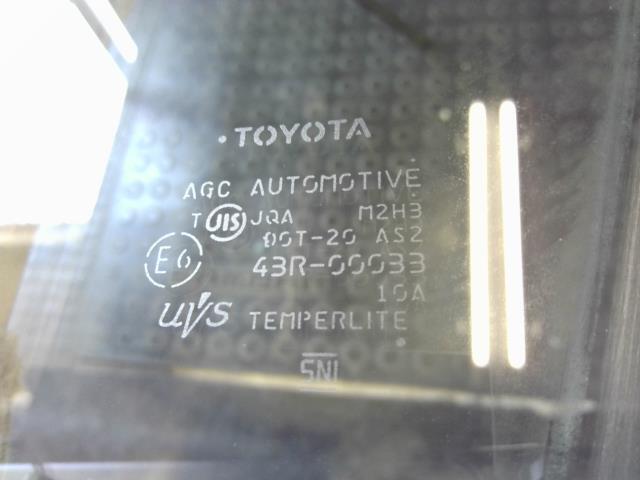 TOYOTA
AGC AUTOMOTIVE
T JIS JQA M2H3
DOT-20 AS2
E6 43R-00033
10A
UVS TEMPERLITE
SNI